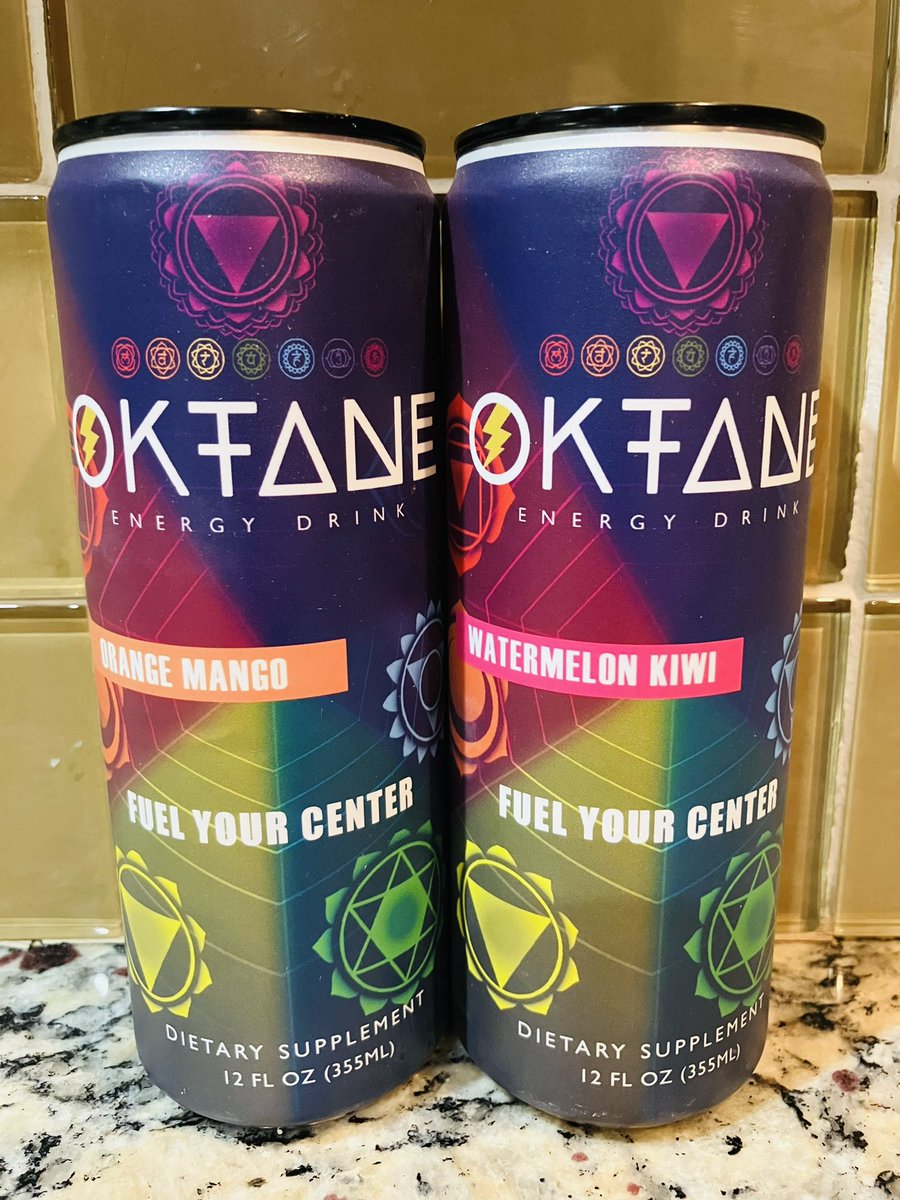 OKTANE
ENERGY DRINK
ORANGE MANGO
FUEL YOUR CENTER
DIETARY SUPPLEMENT
12 FL OZ (355ML)
OKTANE
ENERGY DRINK
WATERMELON KIWI
FUEL YOUR CENTER
DIETARY SUPPLEMENT
12 FL OZ (355ML)